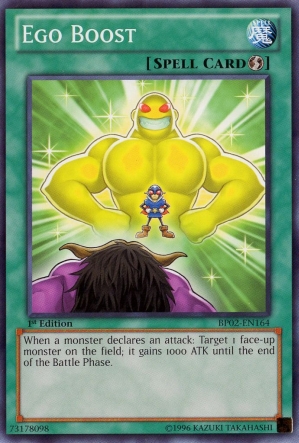 EGO BOOST
魔
[SPELL CARD]
1st Edition
BP02-EN164
When a monster declares an attack: Target 1 face-up
monster on the field; it gains 1000 ATK until the end
of the Battle Phase.
73178098
©1996 KAZUKI TAKAHASHI